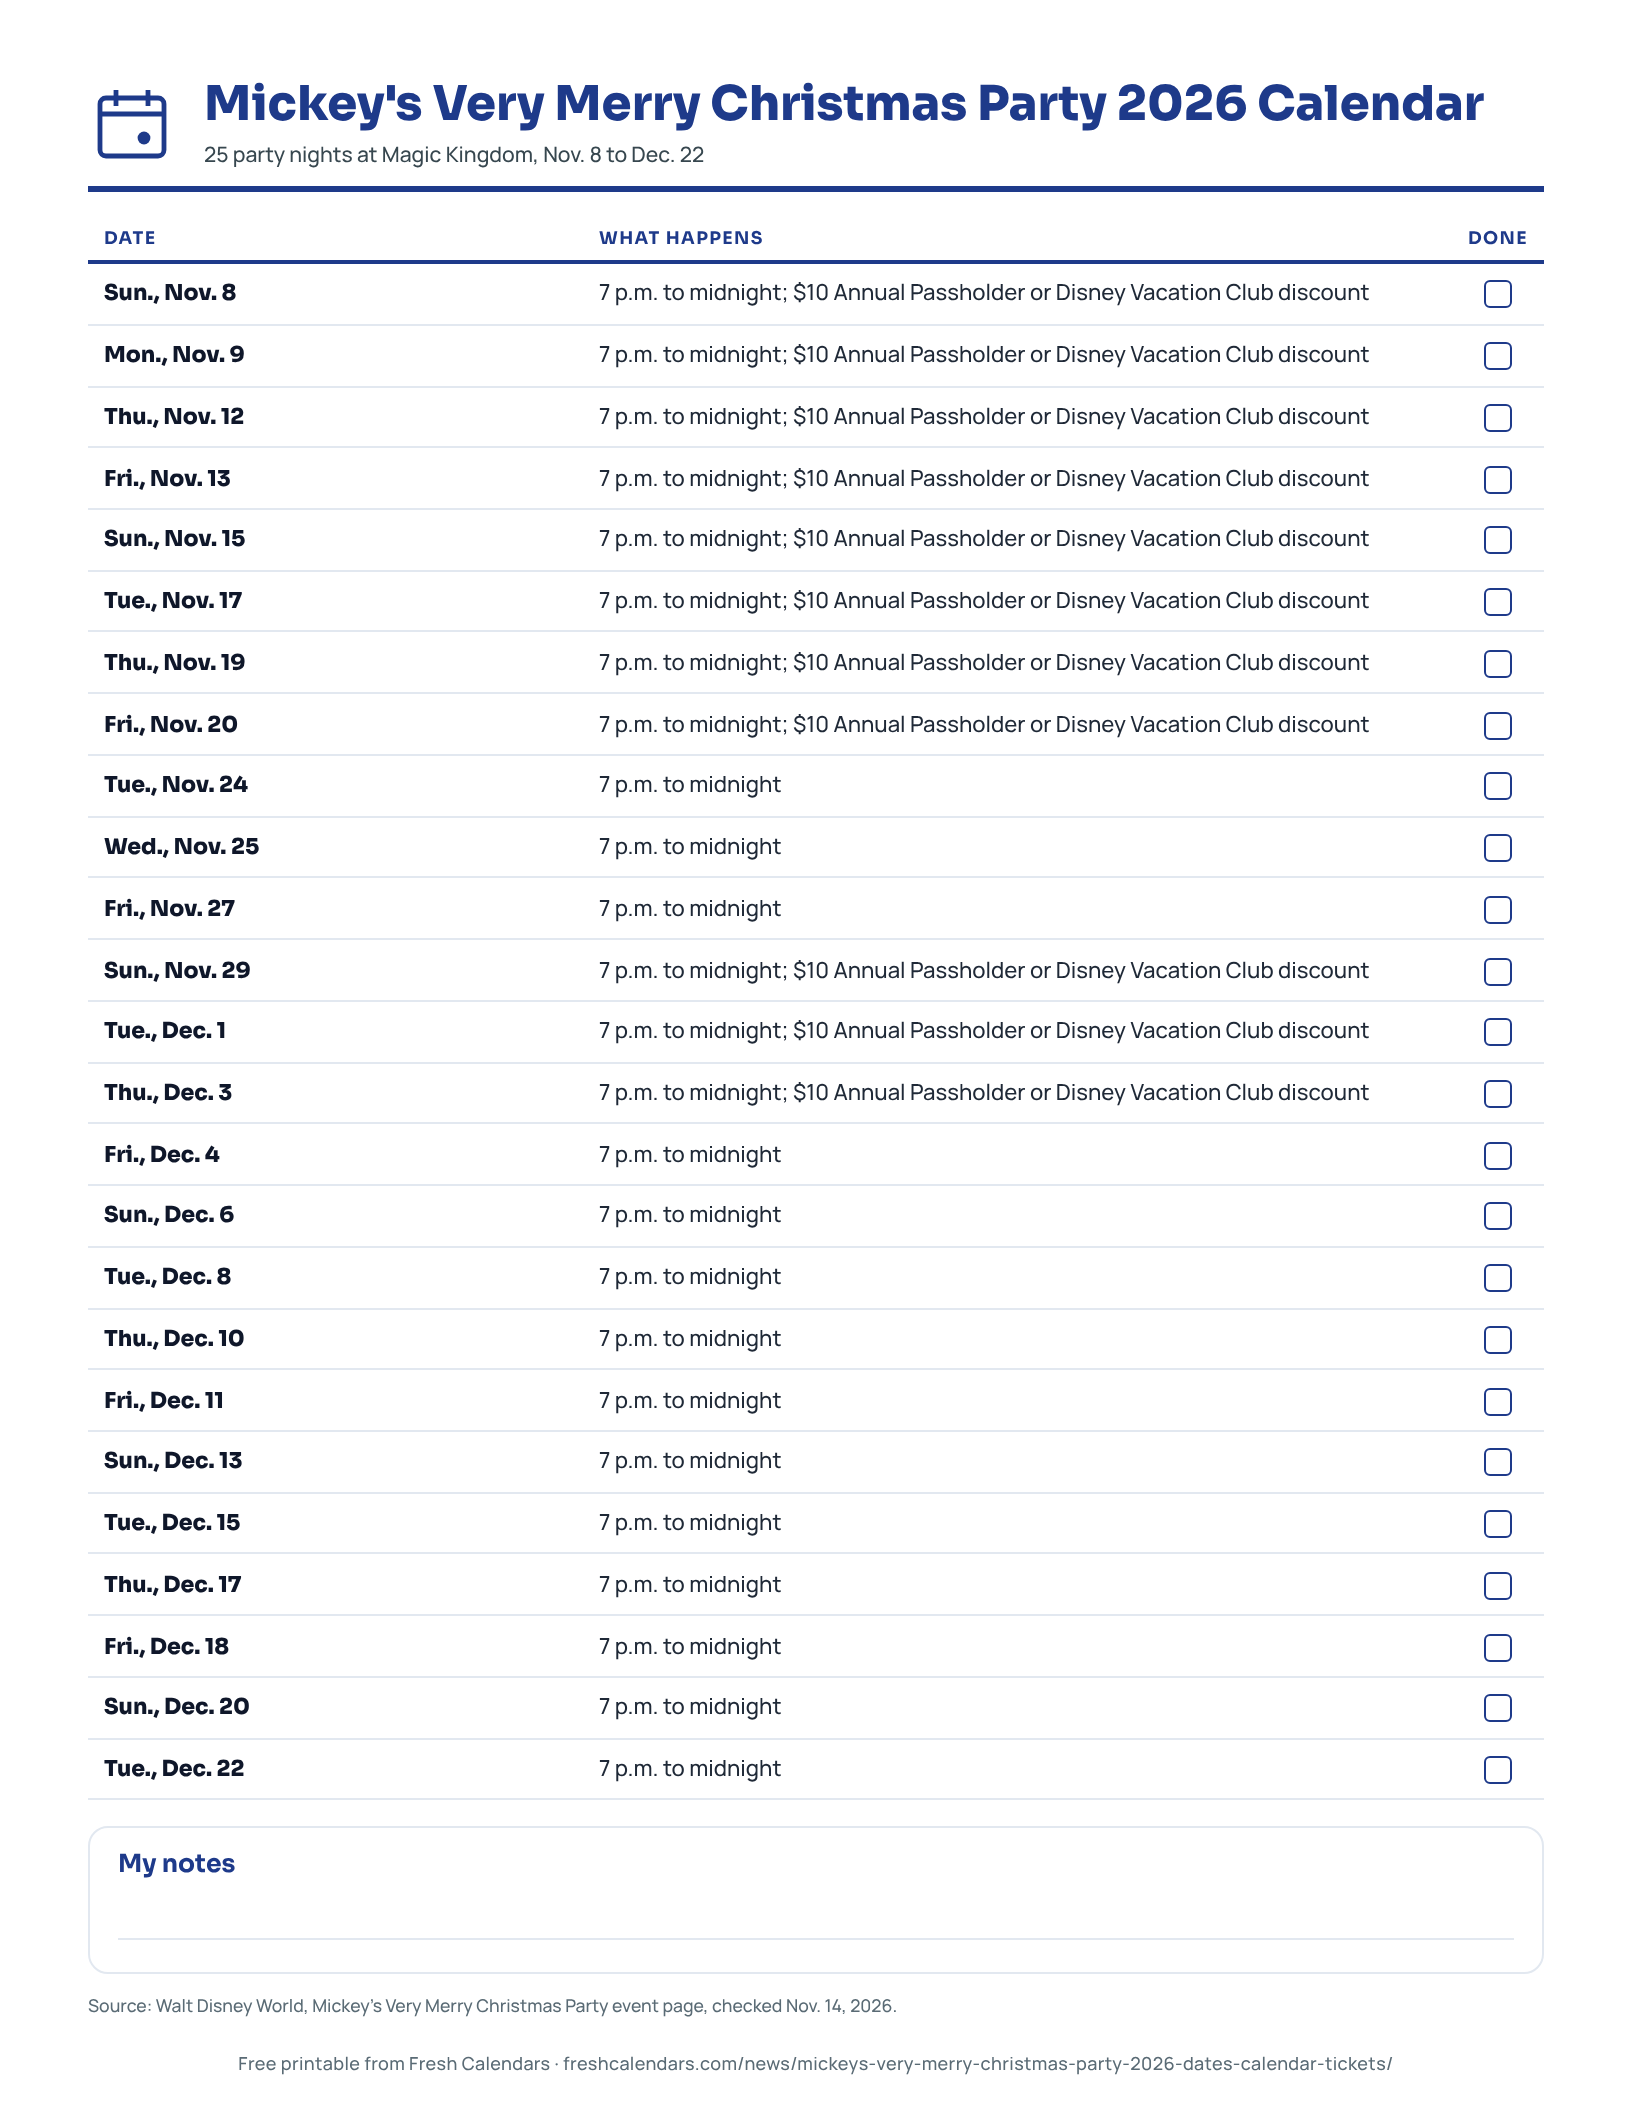 Mickey's Very Merry Christmas Party 2026 Calendar
25 party nights at Magic Kingdom, Nov. 8 to Dec. 22
DATE WHAT HAPPENS DONE
Sun., Nov. 8 7 p.m. to midnight; $10 Annual Passholder or Disney Vacation Club discount
Mon., Nov. 9 7 p.m. to midnight; $10 Annual Passholder or Disney Vacation Club discount
Thu., Nov. 12 7 p.m. to midnight; $10 Annual Passholder or Disney Vacation Club discount
Fri., Nov. 13 7 p.m. to midnight; $10 Annual Passholder or Disney Vacation Club discount
Sun., Nov. 15 7 p.m. to midnight; $10 Annual Passholder or Disney Vacation Club discount
Tue., Nov. 17 7 p.m. to midnight; $10 Annual Passholder or Disney Vacation Club discount
Thu., Nov. 19 7 p.m. to midnight; $10 Annual Passholder or Disney Vacation Club discount
Fri., Nov. 20 7 p.m. to midnight; $10 Annual Passholder or Disney Vacation Club discount
Tue., Nov. 24 7 p.m. to midnight
Wed., Nov. 25 7 p.m. to midnight
Fri., Nov. 27 7 p.m. to midnight
Sun., Nov. 29 7 p.m. to midnight; $10 Annual Passholder or Disney Vacation Club discount
Tue., Dec. 1 7 p.m. to midnight; $10 Annual Passholder or Disney Vacation Club discount
Thu., Dec. 3 7 p.m. to midnight; $10 Annual Passholder or Disney Vacation Club discount
Fri., Dec. 4 7 p.m. to midnight
Sun., Dec. 6 7 p.m. to midnight
Tue., Dec. 8 7 p.m. to midnight
Thu., Dec. 10 7 p.m. to midnight
Fri., Dec. 11 7 p.m. to midnight
Sun., Dec. 13 7 p.m. to midnight
Tue., Dec. 15 7 p.m. to midnight
Thu., Dec. 17 7 p.m. to midnight
Fri., Dec. 18 7 p.m. to midnight
Sun., Dec. 20 7 p.m. to midnight
Tue., Dec. 22 7 p.m. to midnight
My notes
Source: Walt Disney World, Mickey's Very Merry Christmas Party event page, checked Nov. 14, 2026.
Free printable from Fresh Calendars · freshcalendars.com/news/mickeys-very-merry-christmas-party-2026-dates-calendar-tickets/